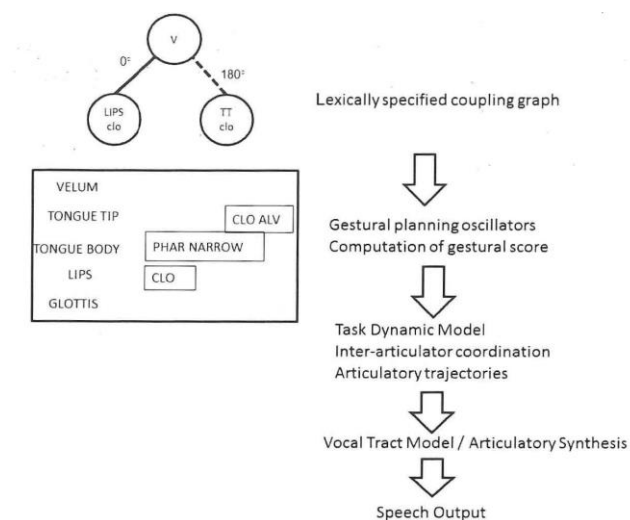 V
0°
180°
LIPS
clo
TT
clo
Lexically specified coupling graph
VELUM
TONGUE TIP
CLO ALV
TONGUE BODY
PHAR NARROW
LIPS
CLO
GLOTTIS
Gestural planning oscillators
Computation of gestural score
Task Dynamic Model
Inter-articulator coordination
Articulatory trajectories
Vocal Tract Model / Articulatory Synthesis
Speech Output